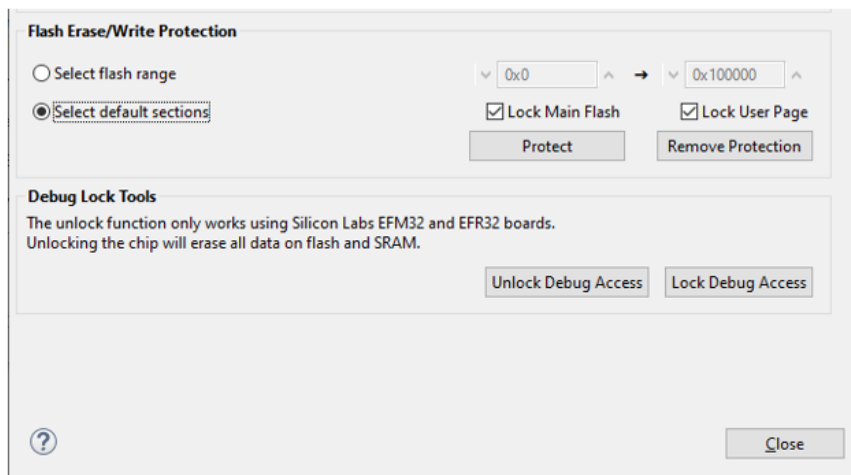 Flash Erase/Write Protection
Select flash range 0x0 → 0x100000
Select default sections Lock Main Flash Lock User Page
Protect Remove Protection
Debug Lock Tools
The unlock function only works using Silicon Labs EFM32 and EFR32 boards.
Unlocking the chip will erase all data on flash and SRAM.
Unlock Debug Access Lock Debug Access
? Close